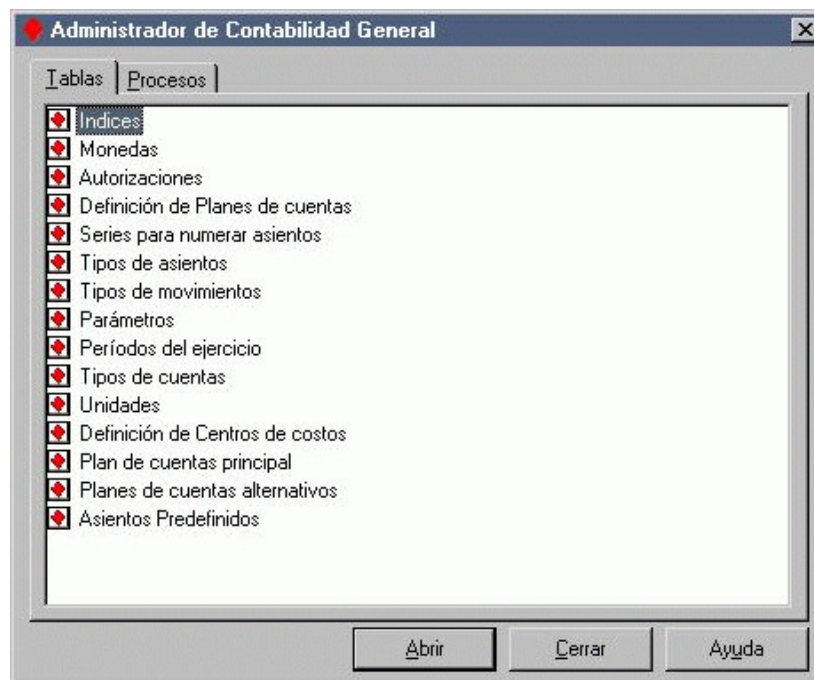 Administrador de Contabilidad General
Tablas Procesos
Indices
Monedas
Autorizaciones
Definición de Planes de cuentas
Series para numerar asientos
Tipos de asientos
Tipos de movimientos
Parámetros
Períodos del ejercicio
Tipos de cuentas
Unidades
Definición de Centros de costos
Plan de cuentas principal
Planes de cuentas alternativos
Asientos Predefinidos
Abrir Cerrar Ayuda